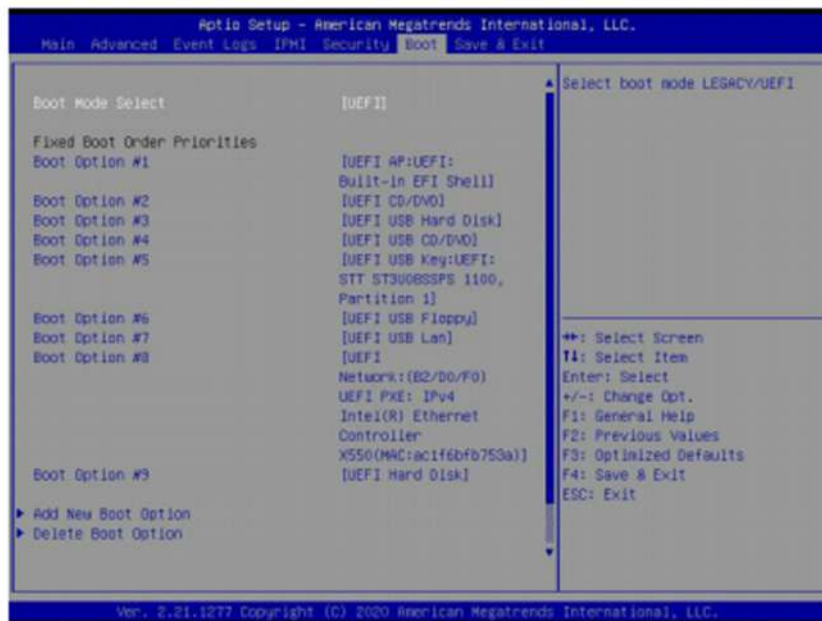 Aptio Setup - American Megatrends International, LLC.
Main Advanced Event Logs IPMI Security Boot Save & Exit
Boot Mode Select [UEFI]
Select boot mode LEGACY/UEFI
Fixed Boot Order Priorities
Boot Option #1 [UEFI AP:UEFI:
Built-in EFI Shell]
Boot Option #2 [UEFI CD/DVD]
Boot Option #3 [UEFI USB Hard Disk]
Boot Option #4 [UEFI USB CD/DVD]
Boot Option #5 [UEFI USB Key:UEFI:
STT ST3U08SSPS 1100,
Partition 1]
Boot Option #6 [UEFI USB Floppy]
Boot Option #7 [UEFI USB Lan]
Boot Option #8 [UEFI
Network:(B2/D0/F0)
UEFI PXE: IPv4
Intel(R) Ethernet
Controller
X550(MAC:ac1f6bfb753a)]
Boot Option #9 [UEFI Hard Disk]
Add New Boot Option
Delete Boot Option
→←: Select Screen
↑↓: Select Item
Enter: Select
+/-: Change Opt.
F1: General Help
F2: Previous Values
F3: Optimized Defaults
F4: Save & Exit
ESC: Exit
Ver. 2.21.1277 Copyright (C) 2020 American Megatrends International, LLC.